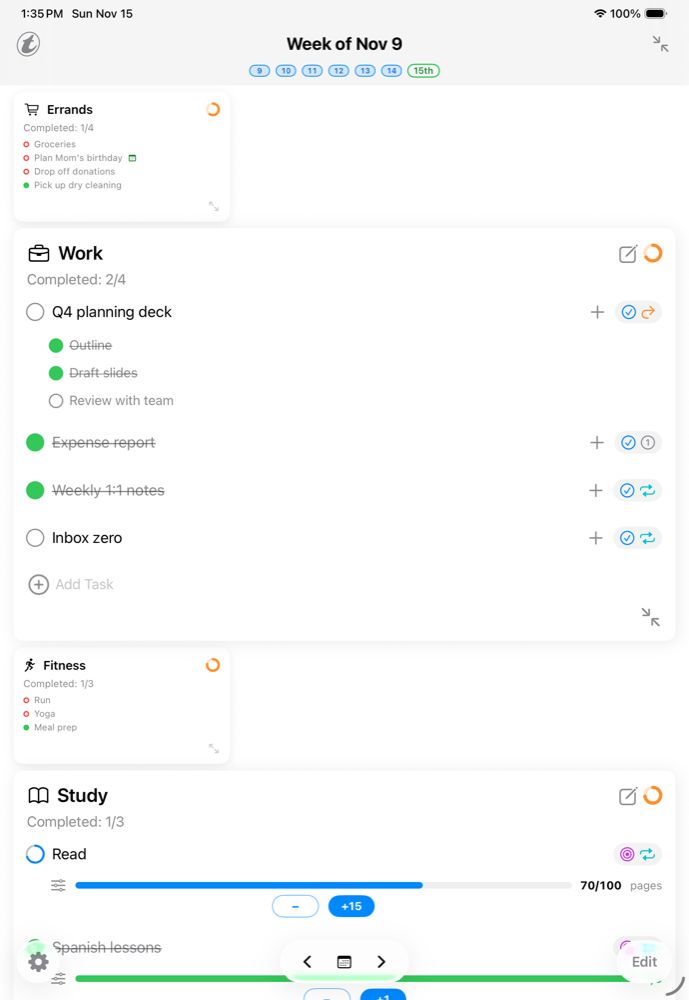 1:35 PM Sun Nov 15
100%
Week of Nov 9
9 10 11 12 13 14 15th
Errands
Completed: 1/4
Groceries
Plan Mom's birthday
Drop off donations
Pick up dry cleaning
Work
Completed: 2/4
Q4 planning deck
Outline
Draft slides
Review with team
Expense report
1
Weekly 1:1 notes
Inbox zero
Add Task
Fitness
Completed: 1/3
Run
Yoga
Meal prep
Study
Completed: 1/3
Read
70/100 pages
− +15
Spanish lessons
Edit
− +1